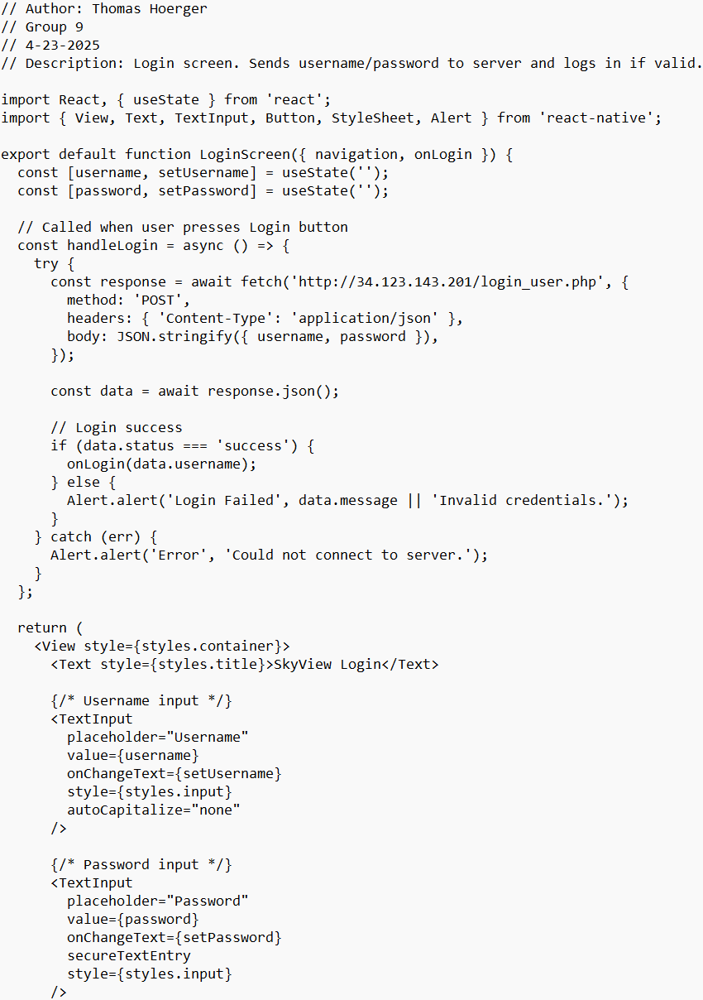 // Author: Thomas Hoerger
// Group 9
// 4-23-2025
// Description: Login screen. Sends username/password to server and logs in if valid.

import React, { useState } from 'react';
import { View, Text, TextInput, Button, StyleSheet, Alert } from 'react-native';

export default function LoginScreen({ navigation, onLogin }) {
  const [username, setUsername] = useState('');
  const [password, setPassword] = useState('');

  // Called when user presses Login button
  const handleLogin = async () => {
    try {
      const response = await fetch('http://34.123.143.201/login_user.php', {
        method: 'POST',
        headers: { 'Content-Type': 'application/json' },
        body: JSON.stringify({ username, password }),
      });

      const data = await response.json();

      // Login success
      if (data.status === 'success') {
        onLogin(data.username);
      } else {
        Alert.alert('Login Failed', data.message || 'Invalid credentials.');
      }
    } catch (err) {
      Alert.alert('Error', 'Could not connect to server.');
    }
  };

  return (
    <View style={styles.container}>
      <Text style={styles.title}>SkyView Login</Text>

      {/* Username input */}
      <TextInput
        placeholder="Username"
        value={username}
        onChangeText={setUsername}
        style={styles.input}
        autoCapitalize="none"
      />

      {/* Password input */}
      <TextInput
        placeholder="Password"
        value={password}
        onChangeText={setPassword}
        secureTextEntry
        style={styles.input}
      />